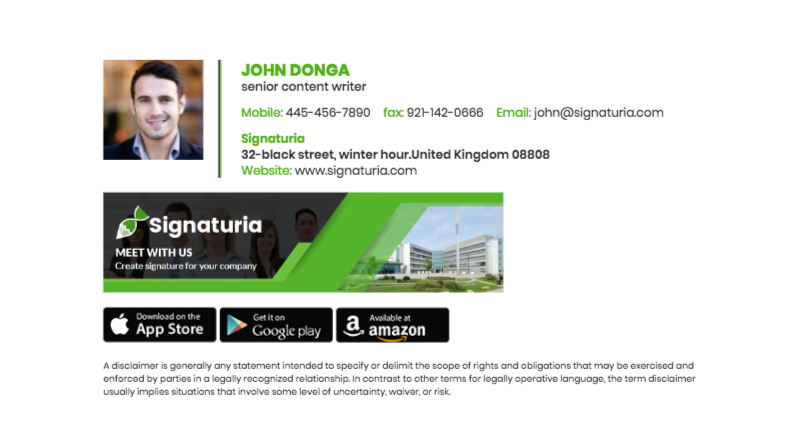 JOHN DONGA
senior content writer
Mobile: 445-456-7890 fax: 921-142-0666 Email: john@signaturia.com
Signaturia
32-black street, winter hour.United Kingdom 08808
Website: www.signaturia.com
Signaturia
MEET WITH US
Create signature for your company
Download on the
App Store
Get it on
Google play
Available at
amazon
A disclaimer is generally any statement intended to specify or delimit the scope of rights and obligations that may be exercised and
enforced by parties in a legally recognized relationship. In contrast to other terms for legally operative language, the term disclaimer
usually implies situations that involve some level of uncertainty, waiver, or risk.